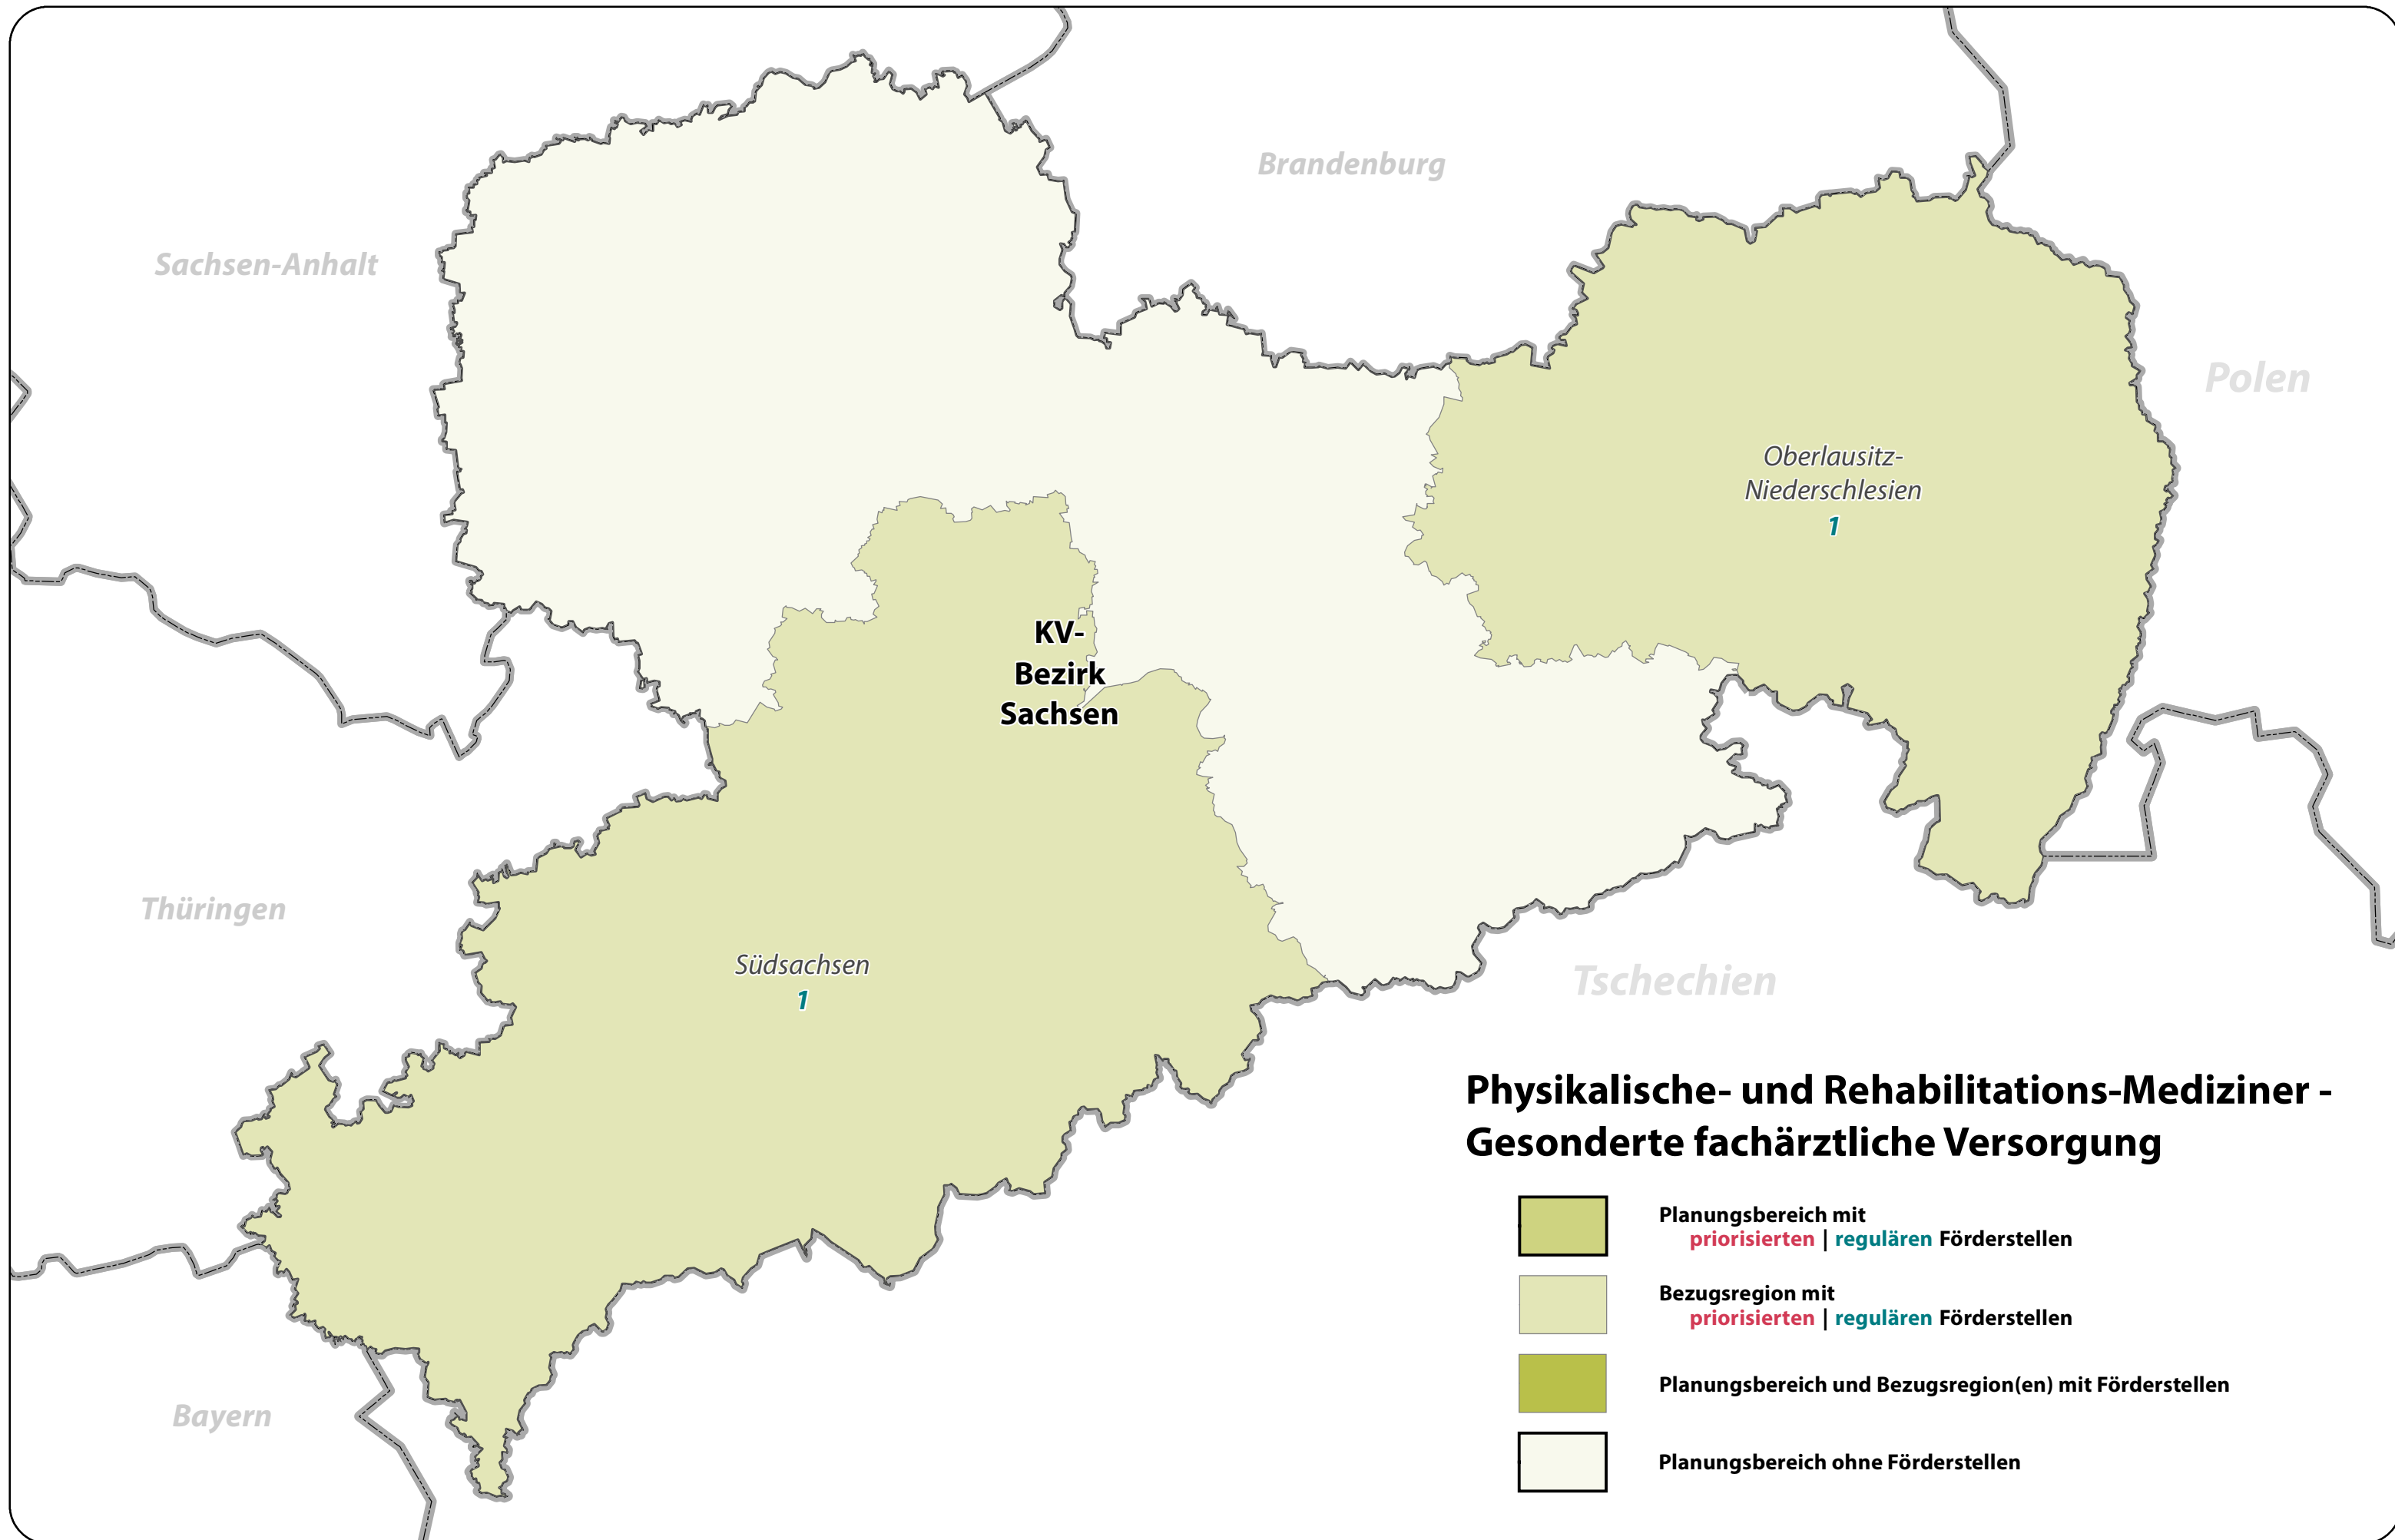 Brandenburg
Sachsen-Anhalt
Polen
Oberlausitz-
Niederschlesien
1
KV-
Bezirk
Sachsen
Thüringen
Südsachsen
1
Tschechien
Bayern
Physikalische- und Rehabilitations-Mediziner -
Gesonderte fachärztliche Versorgung
Planungsbereich mit
priorisierten | regulären Förderstellen
Bezugsregion mit
priorisierten | regulären Förderstellen
Planungsbereich und Bezugsregion(en) mit Förderstellen
Planungsbereich ohne Förderstellen